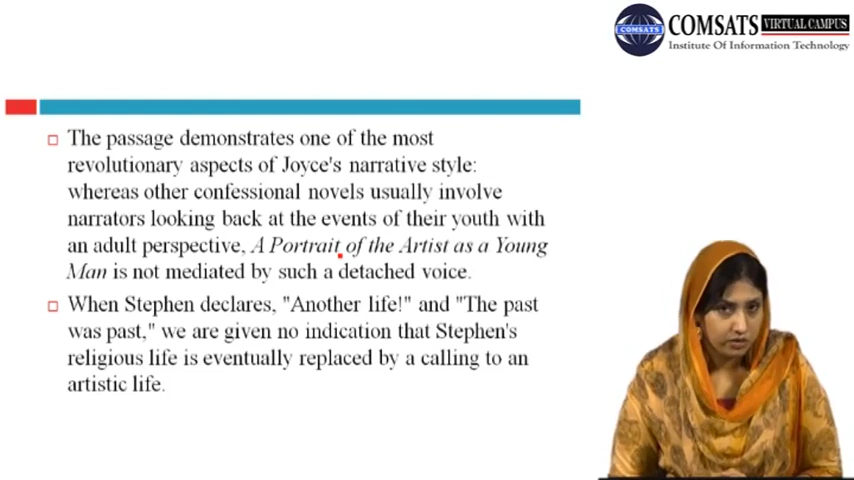 COMSATS
COMSATS VIRTUAL CAMPUS
Institute Of Information Technology
The passage demonstrates one of the most
revolutionary aspects of Joyce's narrative style:
whereas other confessional novels usually involve
narrators looking back at the events of their youth with
an adult perspective, A Portrait of the Artist as a Young
Man is not mediated by such a detached voice.
When Stephen declares, "Another life!" and "The past
was past," we are given no indication that Stephen's
religious life is eventually replaced by a calling to an
artistic life.